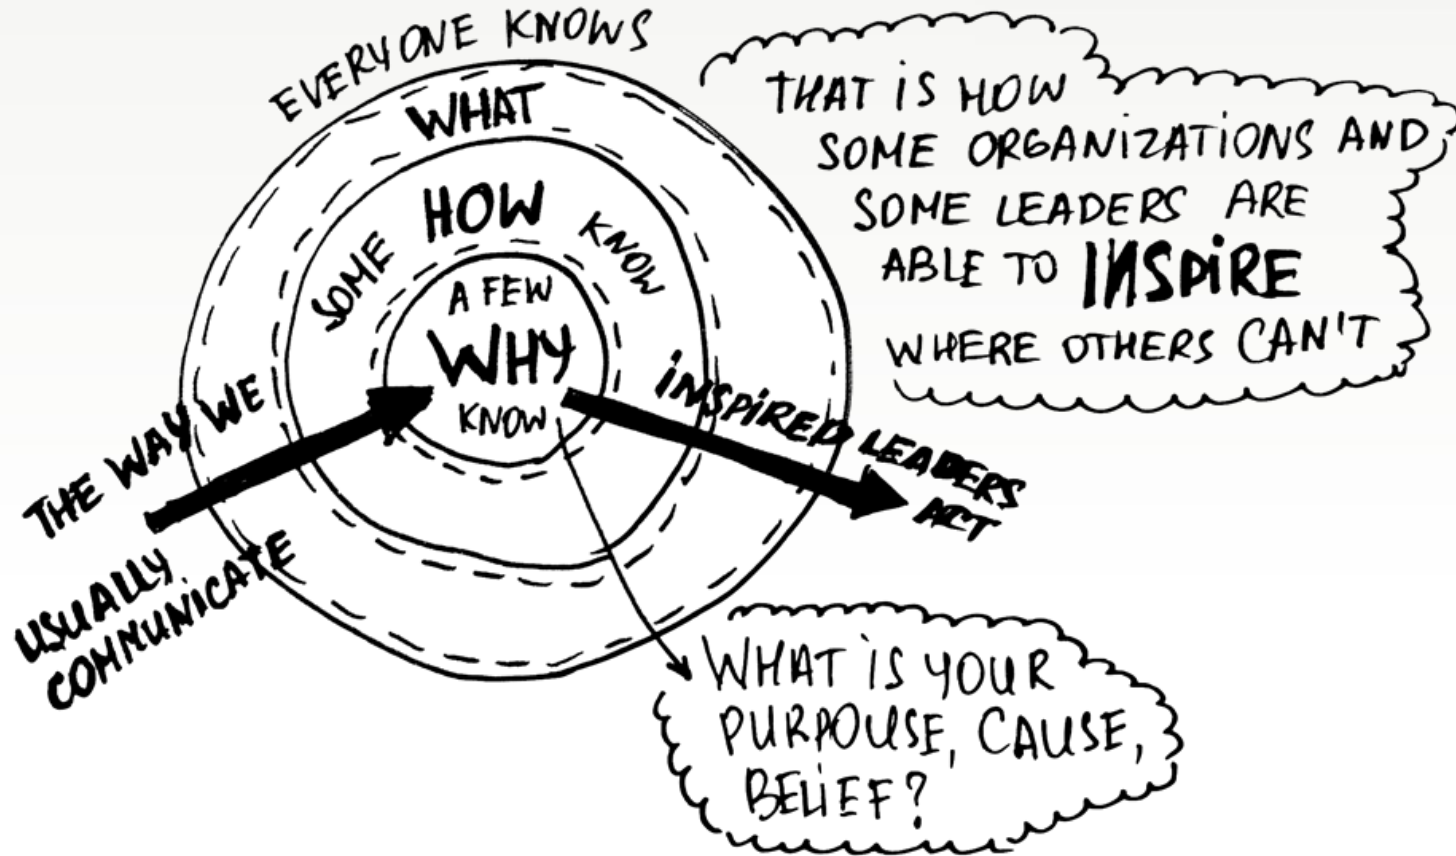 EVERYONE KNOWS
WHAT
HOW
SOME KNOW
A FEW
WHY
KNOW
THE WAY WE
USUALLY
COMMUNICATE
INSPIRED LEADERS
ACT
THAT IS HOW
SOME ORGANIZATIONS AND
SOME LEADERS ARE
ABLE TO INSPIRE
WHERE OTHERS CAN'T
WHAT IS YOUR
PURPOUSE, CAUSE,
BELIEF?